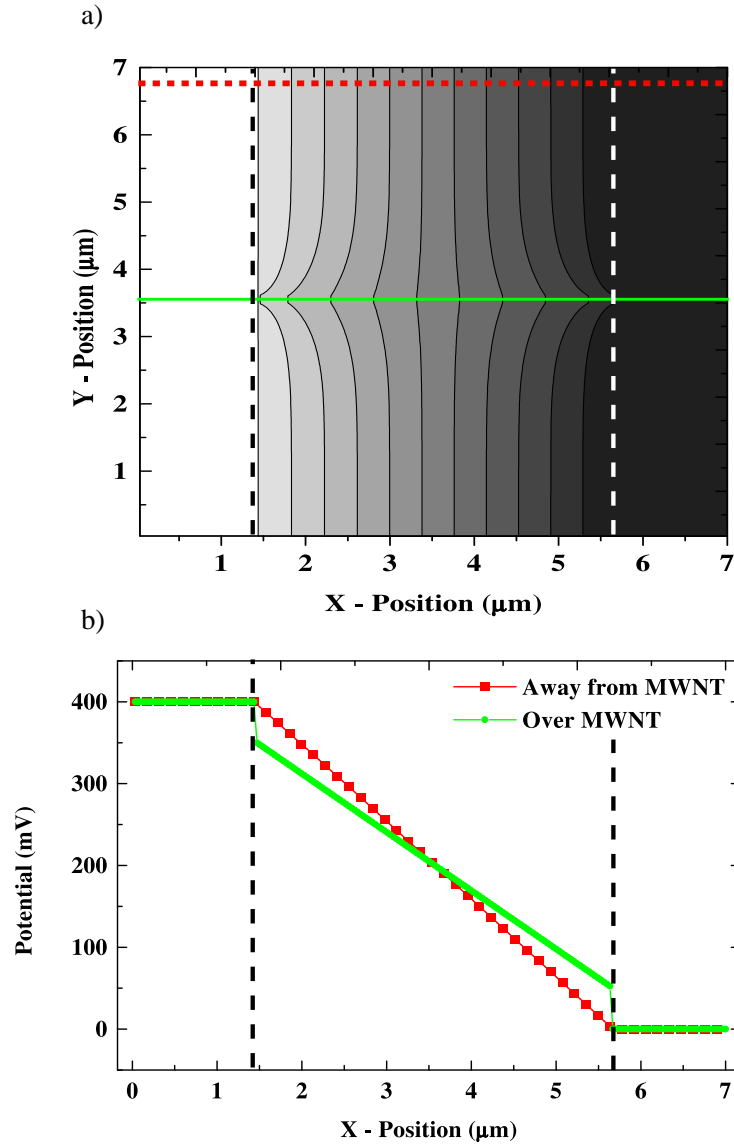 a)
7
6
5
4
3
2
1
Y - Position (μm)
1 2 3 4 5 6 7
X - Position (μm)
b)
400
300
200
100
0
Potential (mV)
Away from MWNT
Over MWNT
0 1 2 3 4 5 6 7
X - Position (μm)